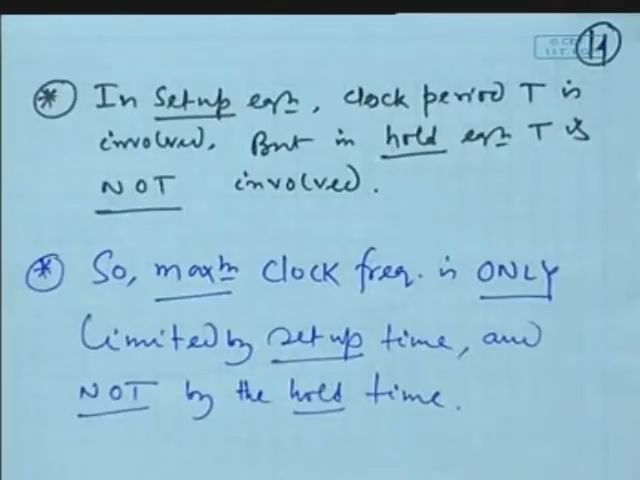 14
* In setup eqn, clock period T is
involved. But in hold eqn T is
NOT involved.
* So, maxm clock freq. is ONLY
limited by setup time, and
NOT by the hold time.